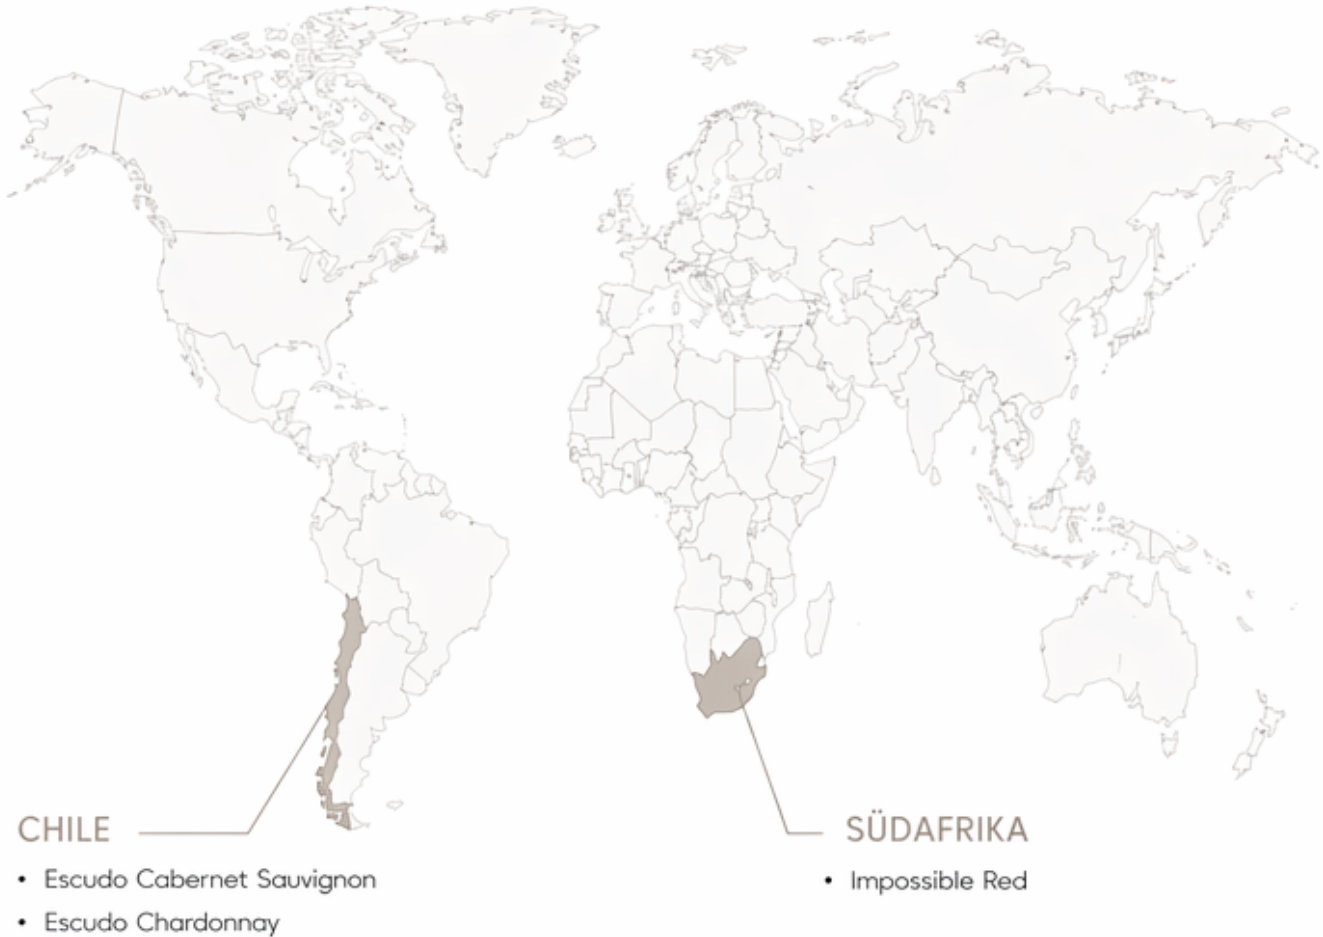 CHILE
• Escudo Cabernet Sauvignon
• Escudo Chardonnay
SÜDAFRIKA
• Impossible Red